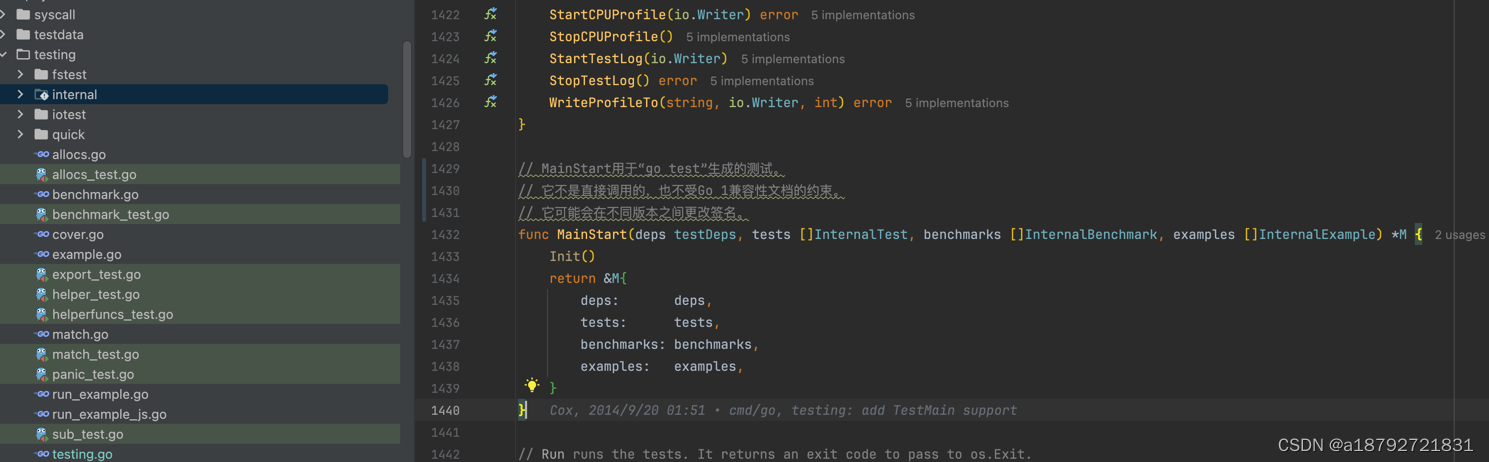 syscall
testdata
testing
fstest
internal
iotest
quick
allocs.go
allocs_test.go
benchmark.go
benchmark_test.go
cover.go
example.go
export_test.go
helper_test.go
helperfuncs_test.go
match.go
match_test.go
panic_test.go
run_example.go
run_example_js.go
sub_test.go
testing.go
1422 StartCPUProfile(io.Writer) error 5 implementations
1423 StopCPUProfile() 5 implementations
1424 StartTestLog(io.Writer) 5 implementations
1425 StopTestLog() error 5 implementations
1426 WriteProfileTo(string, io.Writer, int) error 5 implementations
1427 }
1428
1429 // MainStart用于“go test”生成的测试。
1430 // 它不是直接调用的，也不受Go 1兼容性文档的约束。
1431 // 它可能会在不同版本之间更改签名。
1432 func MainStart(deps testDeps, tests []InternalTest, benchmarks []InternalBenchmark, examples []InternalExample) *M { 2 usages
1433 Init()
1434 return &M{
1435 deps: deps,
1436 tests: tests,
1437 benchmarks: benchmarks,
1438 examples: examples,
1439 }
1440 } Cox, 2014/9/20 01:51 • cmd/go, testing: add TestMain support
1441
1442 // Run runs the tests. It returns an exit code to pass to os.Exit.
CSDN @a18792721831